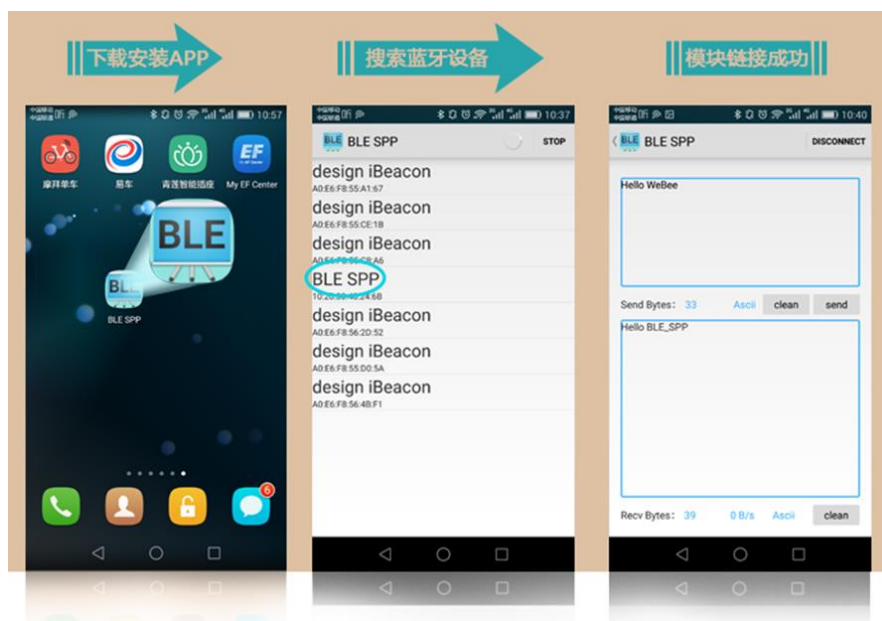 下载安装APP
搜索蓝牙设备
模块链接成功
10:57
摩拜单车
易车
青莲智能插座
EF
My EF Center
BLE
BLE SPP
6
10:37
BLE
BLE SPP
STOP
design iBeacon
A0:E6:F8:55:A1:67
design iBeacon
A0:E6:F8:55:CE:1B
design iBeacon
BLE SPP
design iBeacon
A0:E6:F8:56:2D:52
design iBeacon
A0:E6:F8:55:D0:5A
design iBeacon
A0:E6:F8:56:4B:F1
10:40
BLE
BLE SPP
DISCONNECT
Hello WeBee
Send Bytes: 33 Ascii clean send
Hello BLE_SPP
Recv Bytes: 39 0 B/s Ascii clean